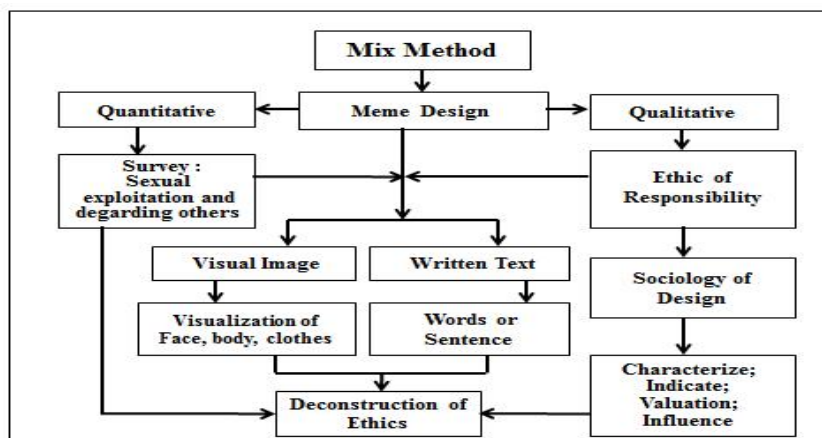 Mix Method
Quantitative
Meme Design
Qualitative
Survey :
Sexual
exploitation and
degarding others
Ethic of
Responsibility
Visual Image
Written Text
Sociology of
Design
Visualization of
Face, body, clothes
Words or
Sentence
Characterize;
Indicate;
Valuation;
Influence
Deconstruction of
Ethics